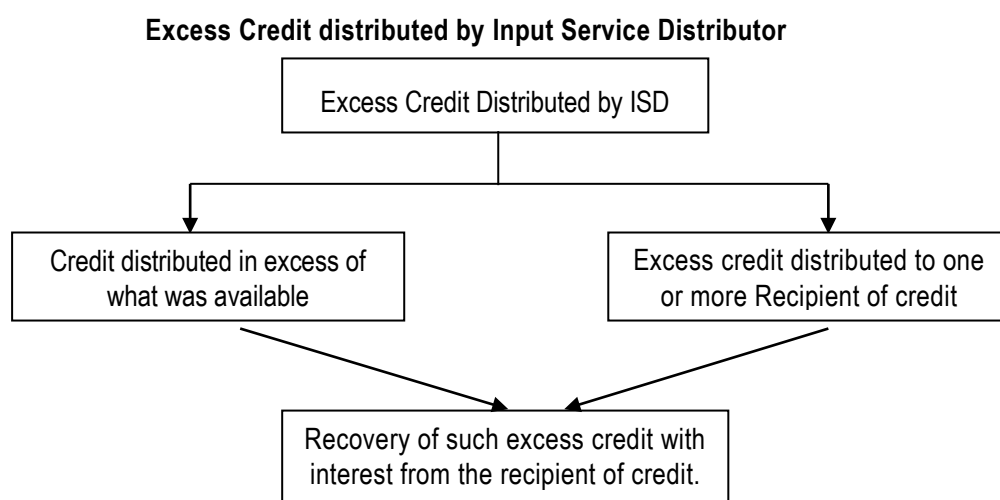 Excess Credit distributed by Input Service Distributor
Excess Credit Distributed by ISD
Credit distributed in excess of
what was available
Excess credit distributed to one
or more Recipient of credit
Recovery of such excess credit with
interest from the recipient of credit.